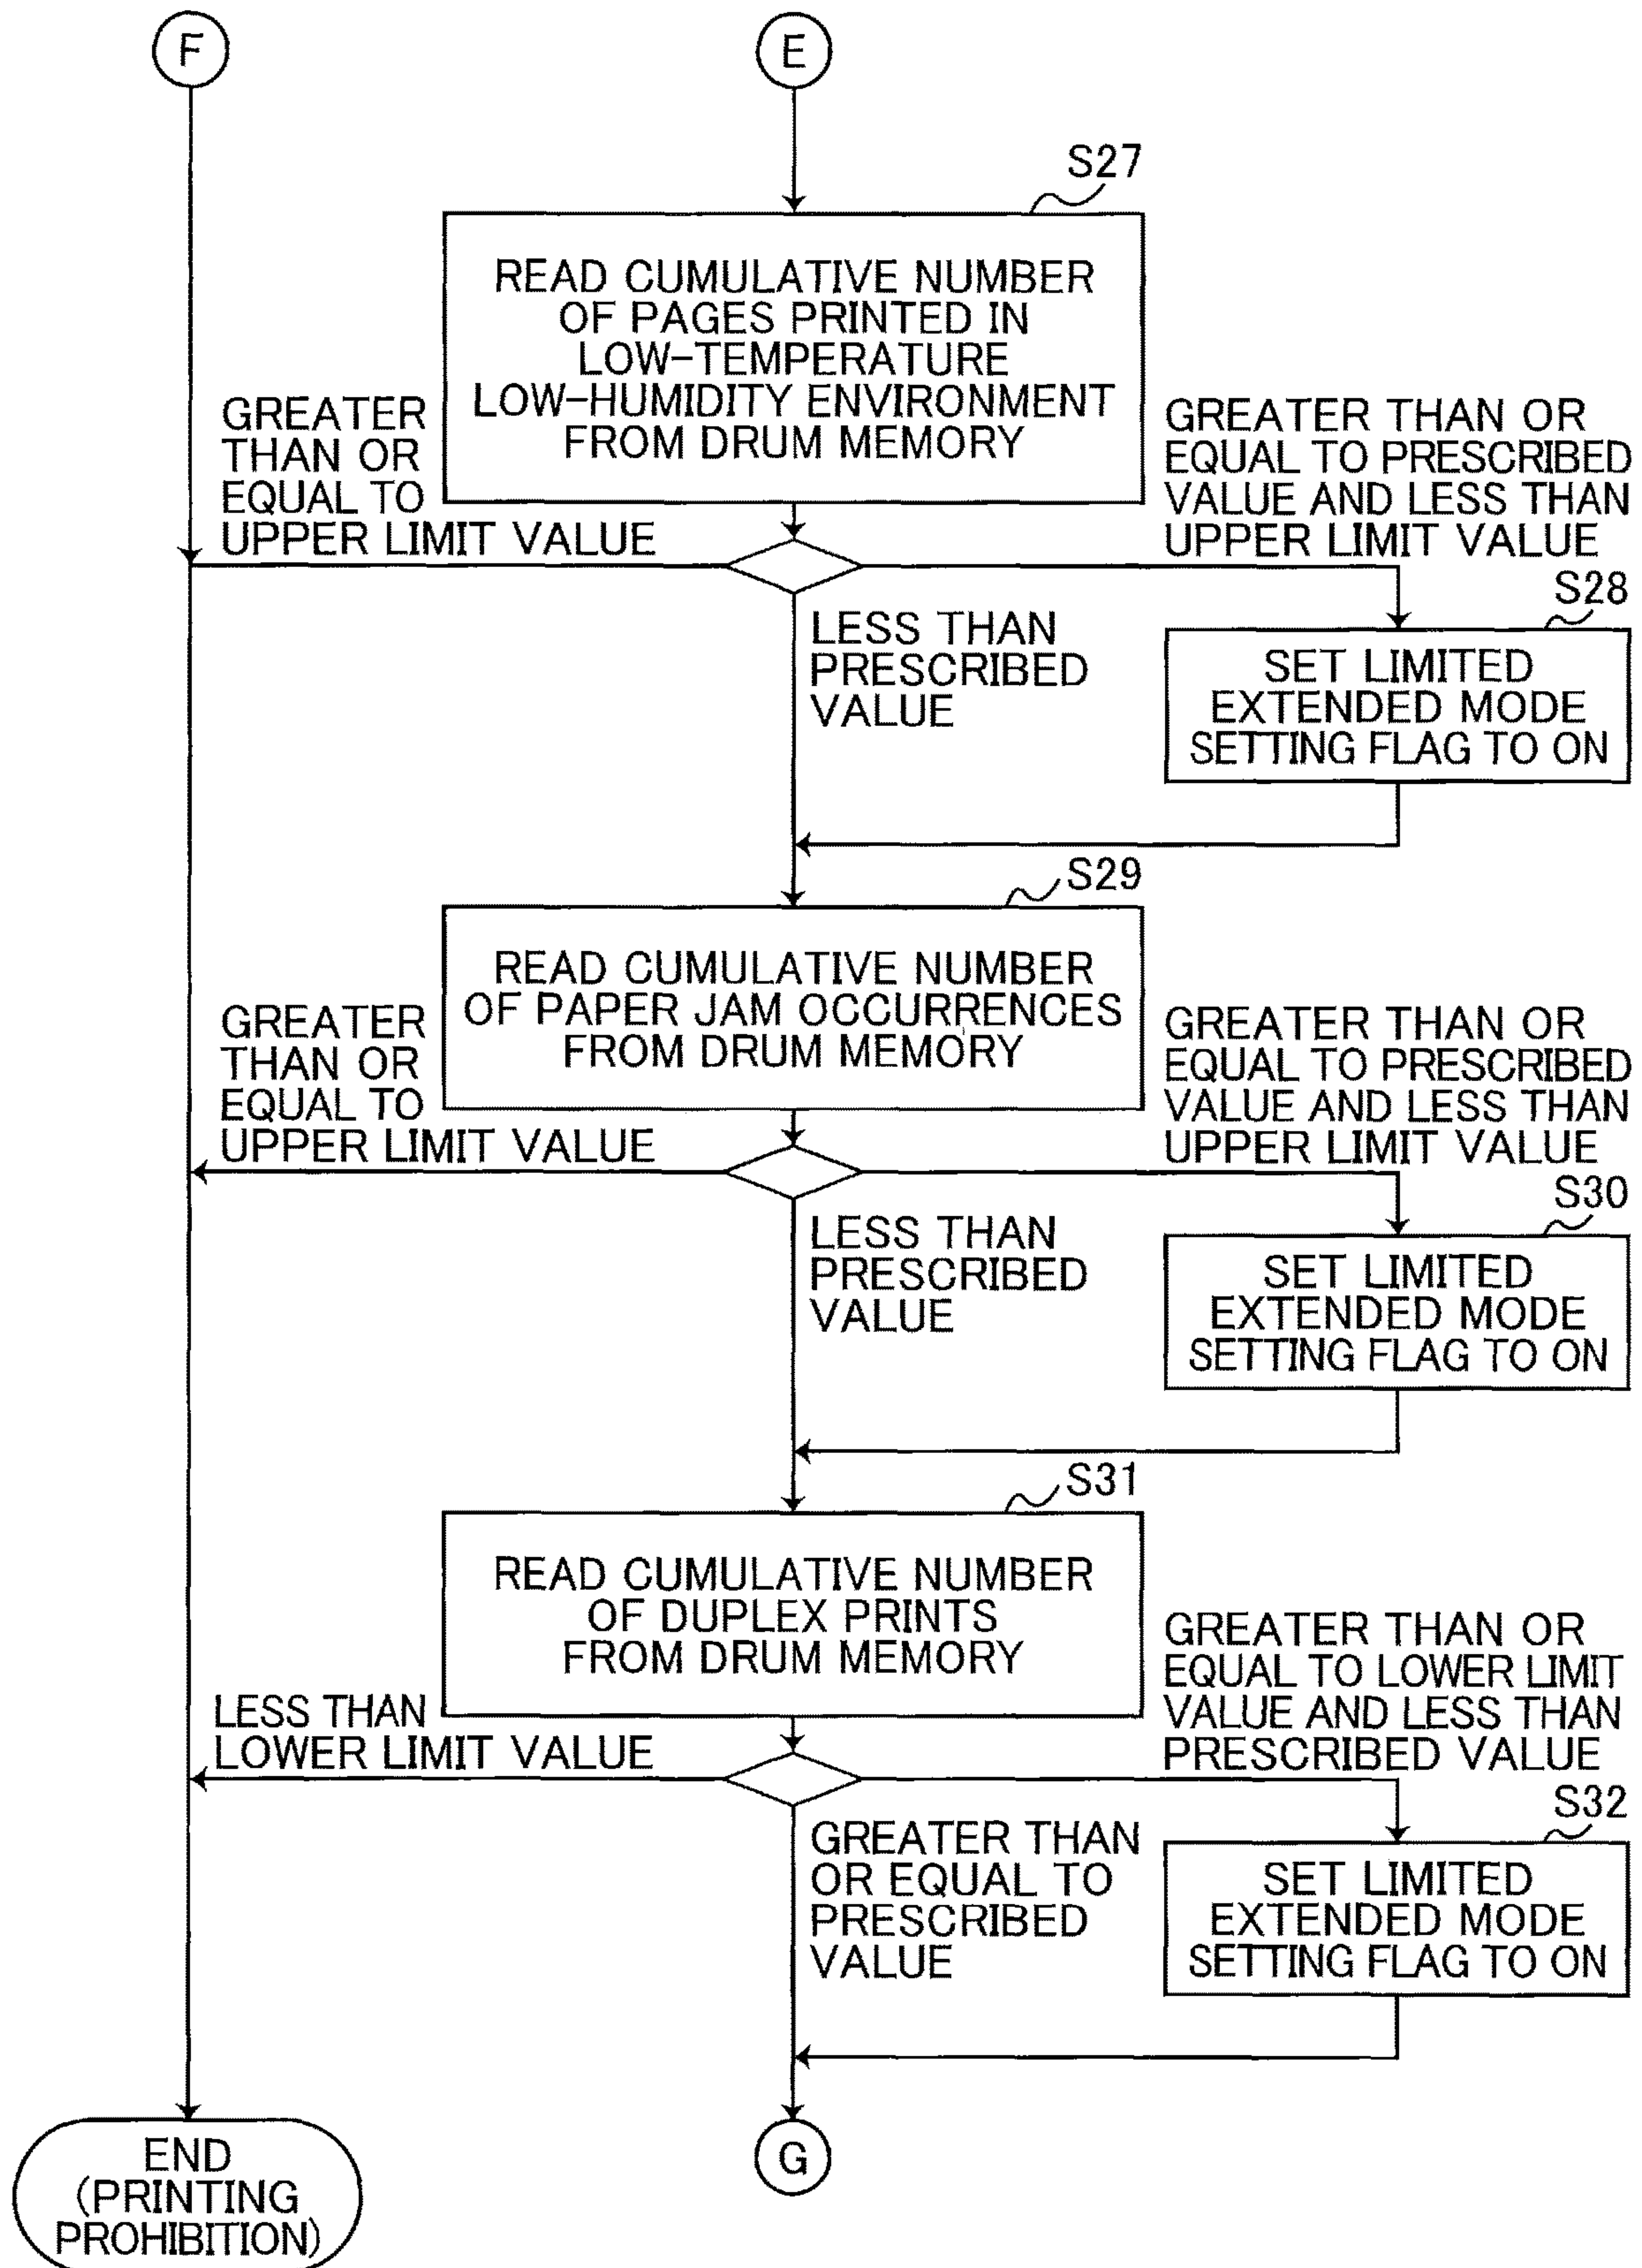 F
E
S27
READ CUMULATIVE NUMBER
OF PAGES PRINTED IN
LOW-TEMPERATURE
LOW-HUMIDITY ENVIRONMENT
FROM DRUM MEMORY
GREATER
THAN OR
EQUAL TO
UPPER LIMIT VALUE
GREATER THAN OR
EQUAL TO PRESCRIBED
VALUE AND LESS THAN
UPPER LIMIT VALUE
LESS THAN
PRESCRIBED
VALUE
S28
SET LIMITED
EXTENDED MODE
SETTING FLAG TO ON
S29
READ CUMULATIVE NUMBER
OF PAPER JAM OCCURRENCES
FROM DRUM MEMORY
GREATER
THAN OR
EQUAL TO
UPPER LIMIT VALUE
GREATER THAN OR
EQUAL TO PRESCRIBED
VALUE AND LESS THAN
UPPER LIMIT VALUE
LESS THAN
PRESCRIBED
VALUE
S30
SET LIMITED
EXTENDED MODE
SETTING FLAG TO ON
S31
READ CUMULATIVE NUMBER
OF DUPLEX PRINTS
FROM DRUM MEMORY
LESS THAN
LOWER LIMIT VALUE
GREATER THAN OR
EQUAL TO LOWER LIMIT
VALUE AND LESS THAN
PRESCRIBED VALUE
GREATER THAN
OR EQUAL TO
PRESCRIBED
VALUE
S32
SET LIMITED
EXTENDED MODE
SETTING FLAG TO ON
END
(PRINTING
PROHIBITION)
G